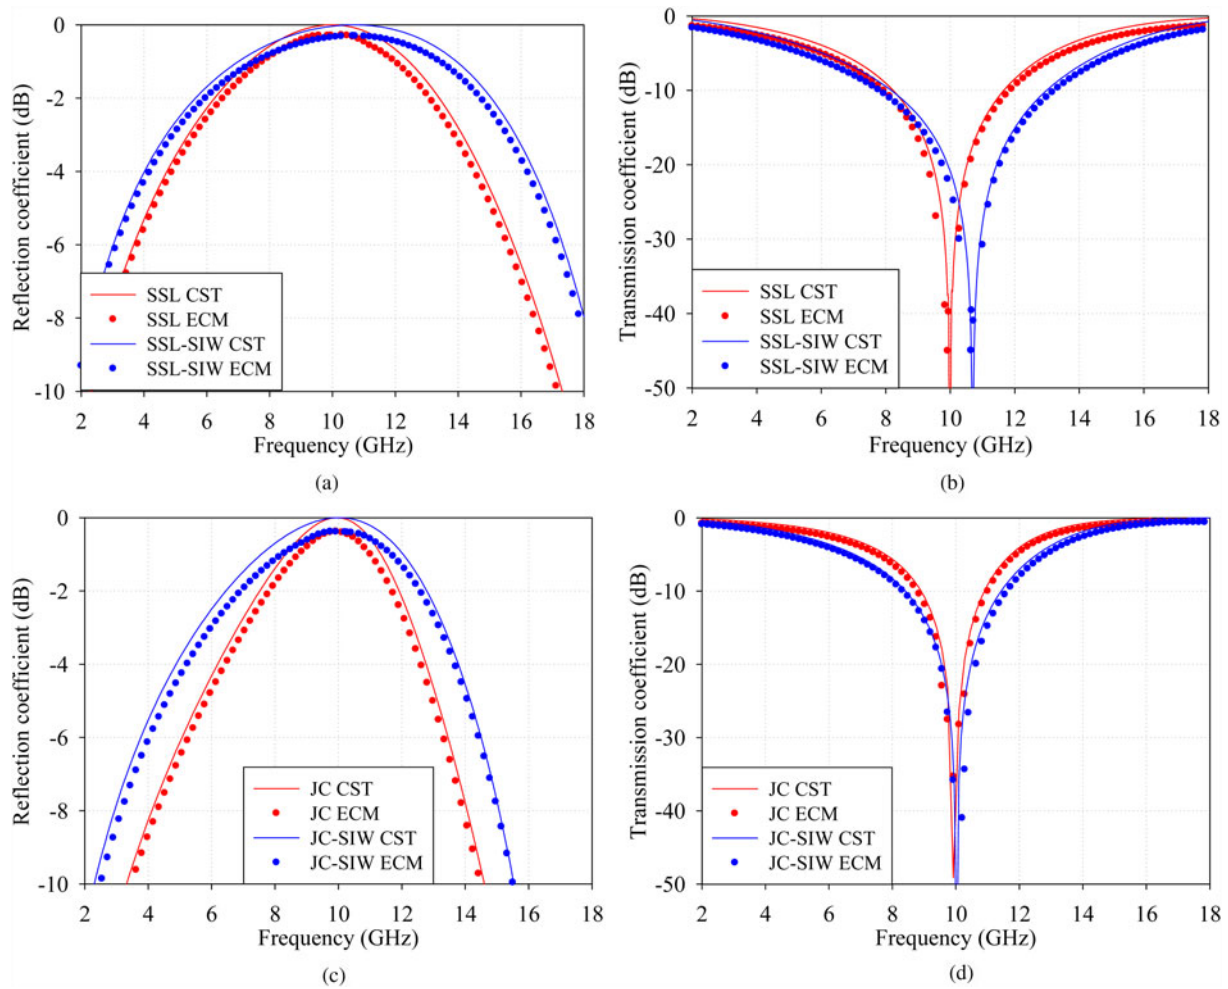 0
-2
-4
-6
-8
-10
Reflection coefficient (dB)
SSL CST
SSL ECM
SSL-SIW CST
SSL-SIW ECM
2 4 6 8 10 12 14 16 18
Frequency (GHz)
(a)
0
-10
-20
-30
-40
-50
Transmission coefficient (dB)
SSL CST
SSL ECM
SSL-SIW CST
SSL-SIW ECM
2 4 6 8 10 12 14 16 18
Frequency (GHz)
(b)
0
-2
-4
-6
-8
-10
Reflection coefficient (dB)
JC CST
JC ECM
JC-SIW CST
JC-SIW ECM
2 4 6 8 10 12 14 16 18
Frequency (GHz)
(c)
0
-10
-20
-30
-40
-50
Transmission coefficient (dB)
JC CST
JC ECM
JC-SIW CST
JC-SIW ECM
2 4 6 8 10 12 14 16 18
Frequency (GHz)
(d)